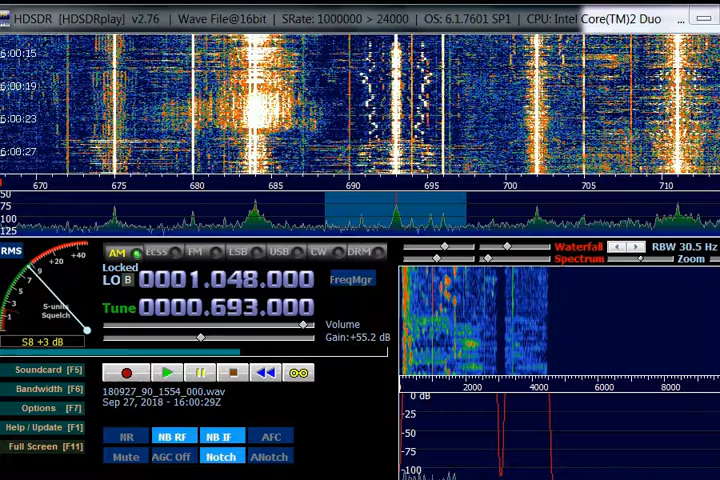 HDSDR [HDSDRplay] v2.76 | Wave File@16bit | SRate: 1000000 > 24000 | OS: 6.1.7601 SP1 | CPU: Intel Core(TM)2 Duo ...
6:00:15
6:00:19
6:00:23
6:00:27
670 675 680 685 690 695 700 705 710
50
75
100
125
RMS
+20 +40
9
7
5
3
1
S-units
Squelch
S8 +3 dB
AM ECSS FM LSB USB CW DRM
Locked
LO B 0001.048.000 FreqMgr
Tune 0000.693.000
Volume
Gain:+55.2 dB
Waterfall RBW 30.5 Hz
Spectrum Zoom
Soundcard [F5]
Bandwidth [F6]
Options [F7]
Help / Update [F1]
Full Screen [F11]
180927_90_1554_000.wav
Sep 27, 2018 - 16:00:29Z
NR NB RF NB IF AFC
Mute AGC Off Notch ANotch
0 2000 4000 6000 8000
0 dB
-25
-50
-75
-100